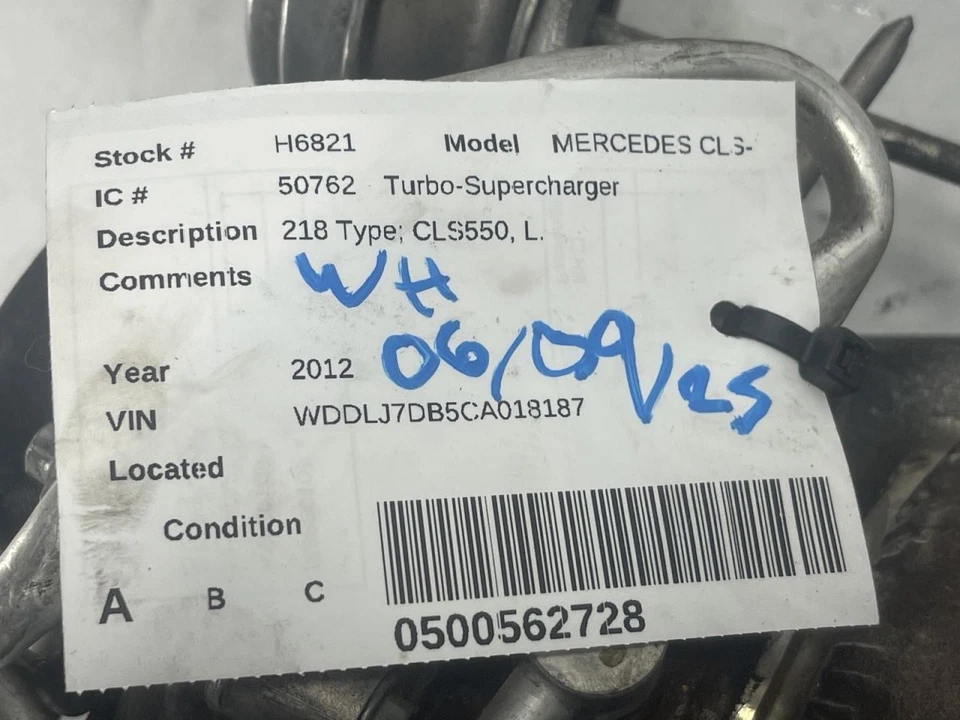 Stock # H6821 Model MERCEDES CLS-
IC # 50762 Turbo-Supercharger
Description 218 Type; CLS550, L.
Comments WH
06/09/25
Year 2012
VIN WDDLJ7DB5CA018187
Located
Condition
A B C
0500562728